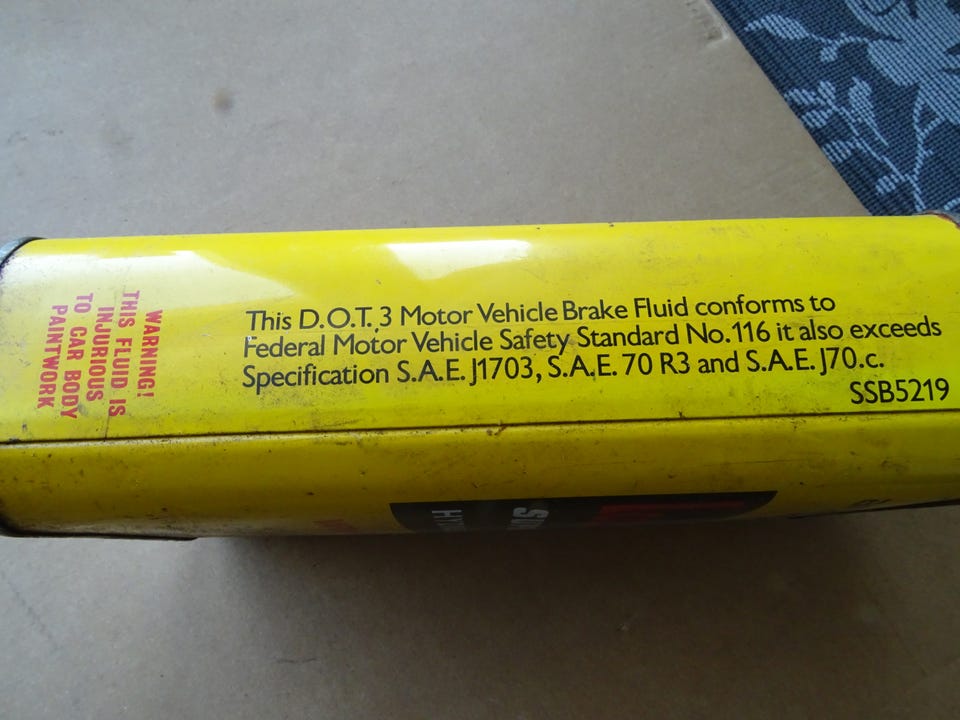 This D.O.T. 3 Motor Vehicle Brake Fluid conforms to
Federal Motor Vehicle Safety Standard No. 116 it also exceeds
Specification S.A.E. J1703, S.A.E. 70 R3 and S.A.E. J70.c.
SSB5219
WARNING!
THIS FLUID IS
INJURIOUS
TO CAR BODY
PAINTWORK